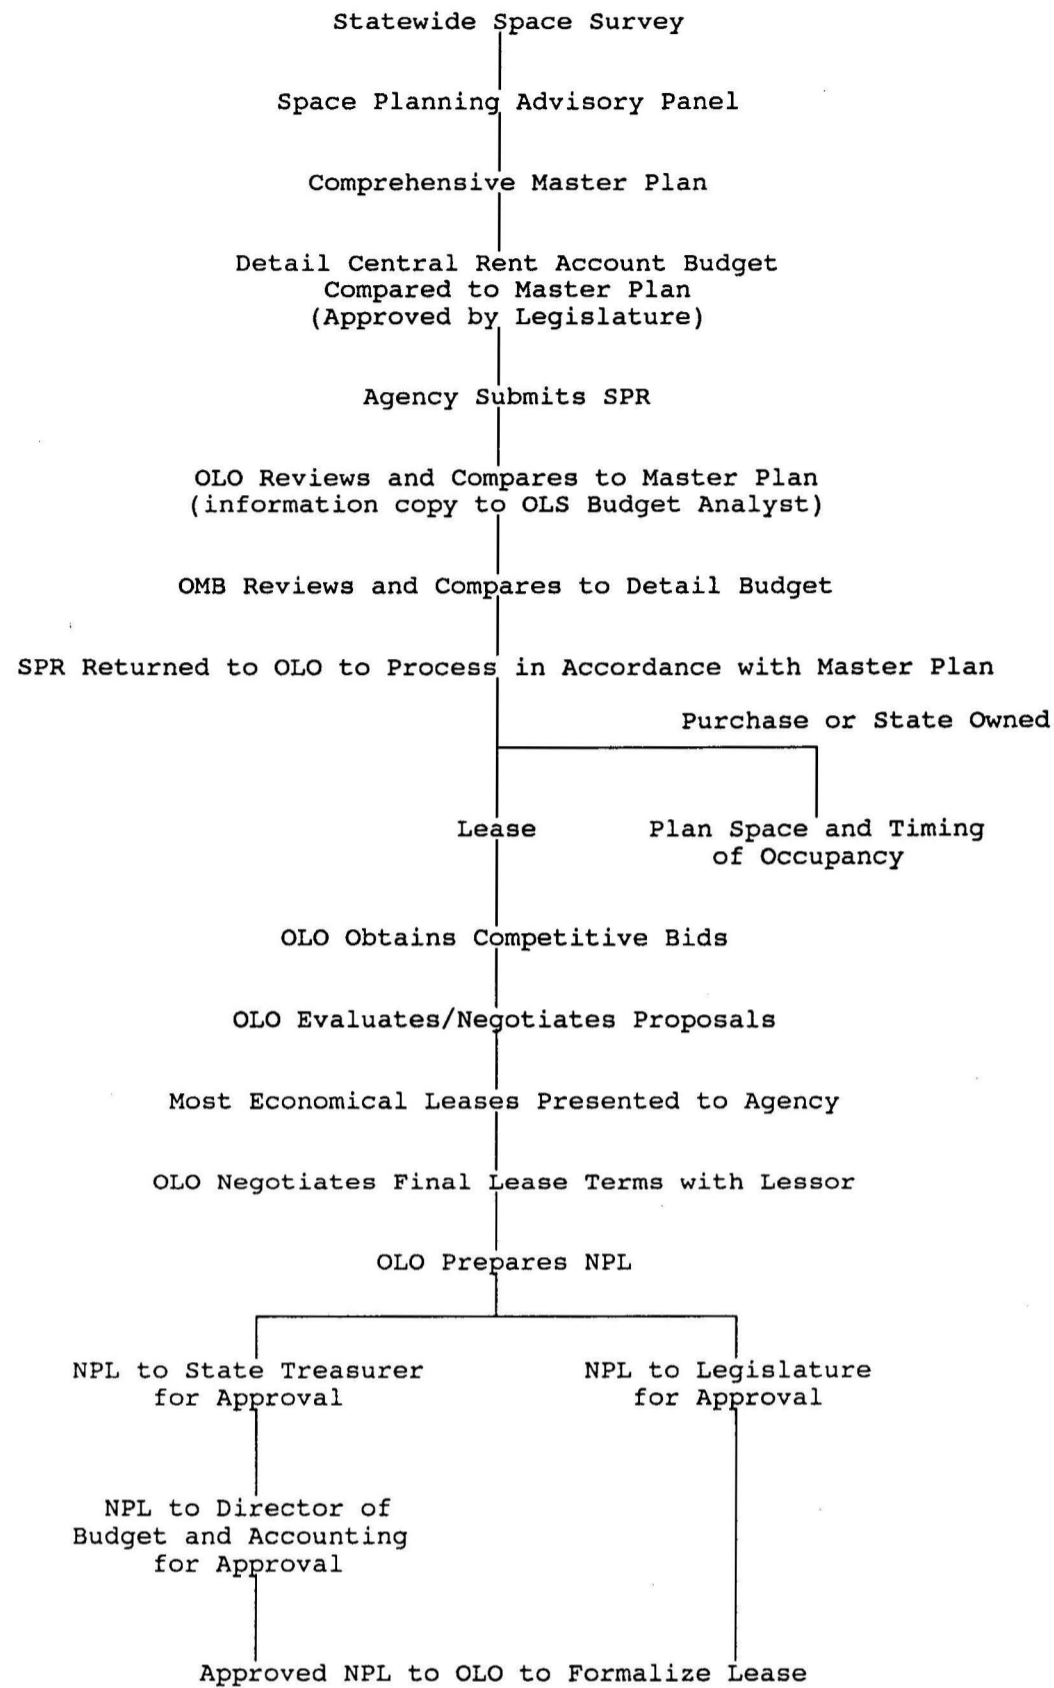 Statewide Space Survey
Space Planning Advisory Panel
Comprehensive Master Plan
Detail Central Rent Account Budget
Compared to Master Plan
(Approved by Legislature)
Agency Submits SPR
OLO Reviews and Compares to Master Plan
(information copy to OLS Budget Analyst)
OMB Reviews and Compares to Detail Budget
SPR Returned to OLO to Process in Accordance with Master Plan
Purchase or State Owned
Lease
Plan Space and Timing
of Occupancy
OLO Obtains Competitive Bids
OLO Evaluates/Negotiates Proposals
Most Economical Leases Presented to Agency
OLO Negotiates Final Lease Terms with Lessor
OLO Prepares NPL
NPL to State Treasurer
for Approval
NPL to Legislature
for Approval
NPL to Director of
Budget and Accounting
for Approval
Approved NPL to OLO to Formalize Lease